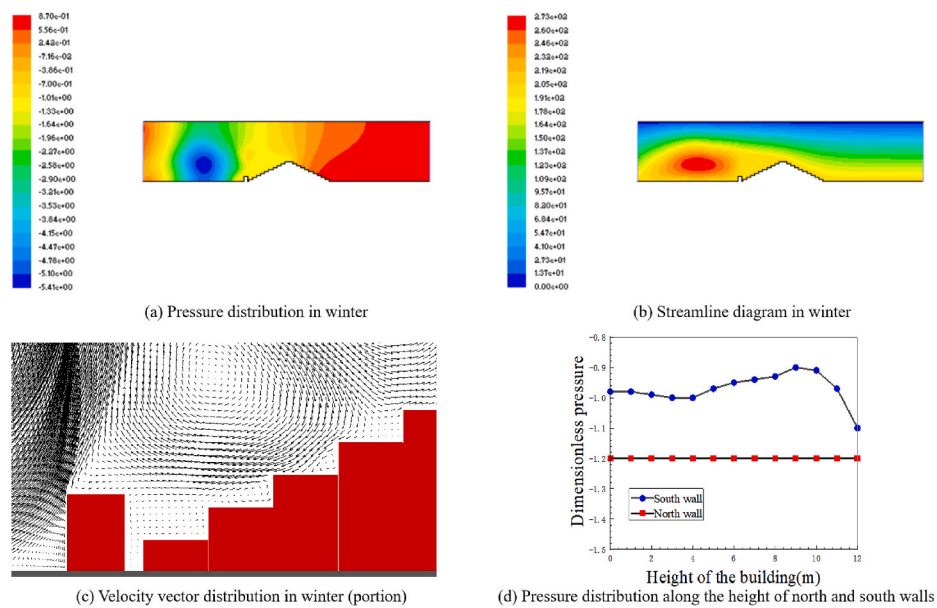 8.70e-01
5.56e-01
2.42e-01
-7.16e-02
-3.86e-01
-7.00e-01
-1.01e+00
-1.33e+00
-1.64e+00
-1.96e+00
-2.27e+00
-2.58e+00
-2.90e+00
-3.21e+00
-3.53e+00
-3.84e+00
-4.15e+00
-4.47e+00
-4.78e+00
-5.10e+00
-5.41e+00
(a) Pressure distribution in winter
2.73e+02
2.60e+02
2.46e+02
2.32e+02
2.19e+02
2.05e+02
1.91e+02
1.78e+02
1.64e+02
1.50e+02
1.37e+02
1.23e+02
1.09e+02
9.57e+01
8.20e+01
6.84e+01
5.47e+01
4.10e+01
2.73e+01
1.37e+01
0.00e+00
(b) Streamline diagram in winter
(c) Velocity vector distribution in winter (portion)
Dimensionless pressure
-0.8
-0.9
-1.0
-1.1
-1.2
-1.3
-1.4
-1.5
South wall
North wall
0 2 4 6 8 10 12
Height of the building(m)
(d) Pressure distribution along the height of north and south walls